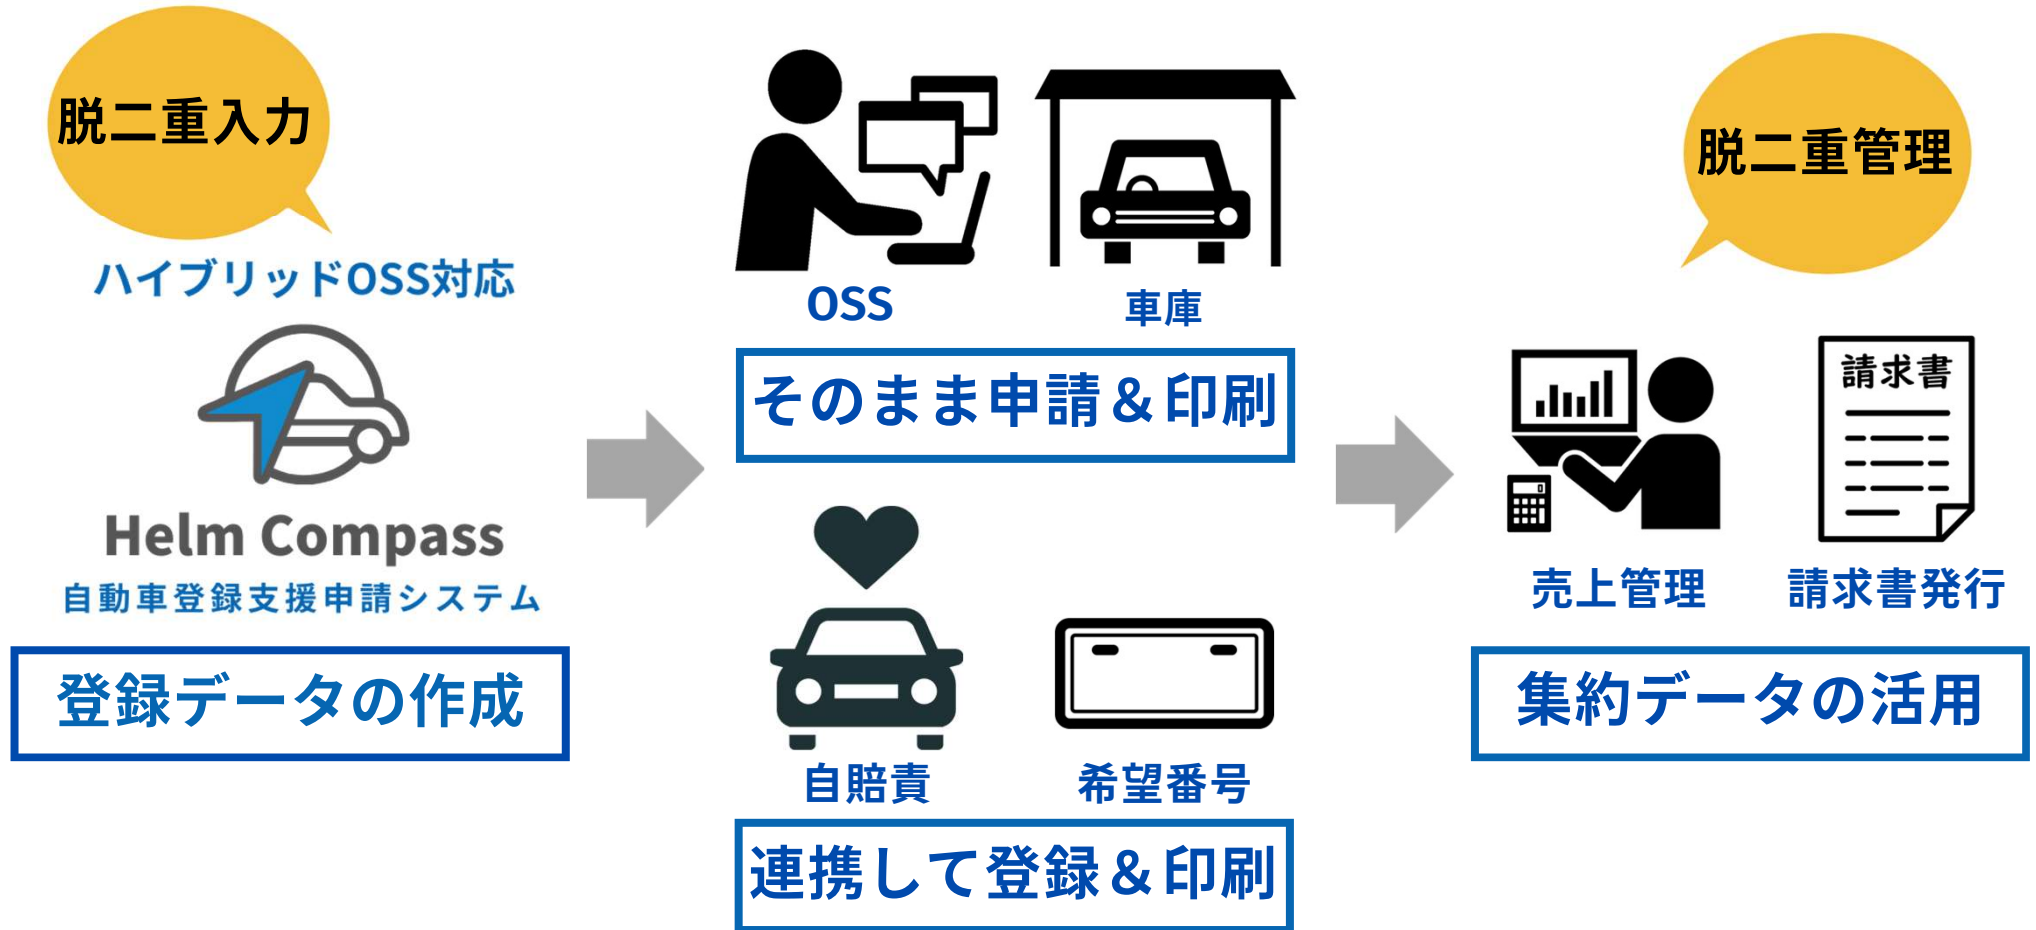 脱二重入力
ハイブリッドOSS対応
Helm Compass
自動車登録支援申請システム
登録データの作成
OSS
車庫
そのまま申請＆印刷
自賠責
希望番号
連携して登録＆印刷
脱二重管理
請求書
売上管理
請求書発行
集約データの活用